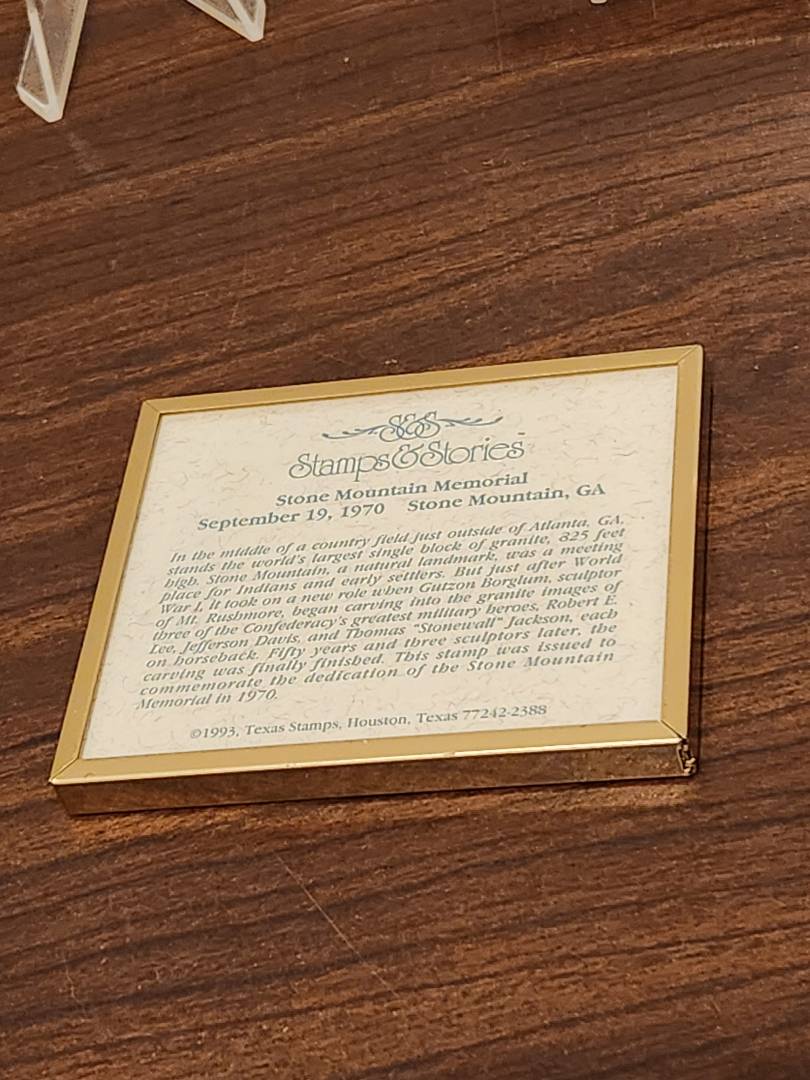 S&S
Stamps&Stories™
Stone Mountain Memorial
September 19, 1970 Stone Mountain, GA
In the middle of a country field just outside of Atlanta, GA,
stands the world's largest single block of granite, 825 feet
high. Stone Mountain, a natural landmark, was a meeting
place for Indians and early settlers. But just after World
War I, it took on a new role when Gutzon Borglum, sculptor
of Mt. Rushmore, began carving into the granite images of
three of the Confederacy's greatest military heroes, Robert E.
Lee, Jefferson Davis, and Thomas "Stonewall" Jackson, each
on horseback. Fifty years and three sculptors later, the
carving was finally finished. This stamp was issued to
commemorate the dedication of the Stone Mountain
Memorial in 1970.
©1993, Texas Stamps, Houston, Texas 77242-2388